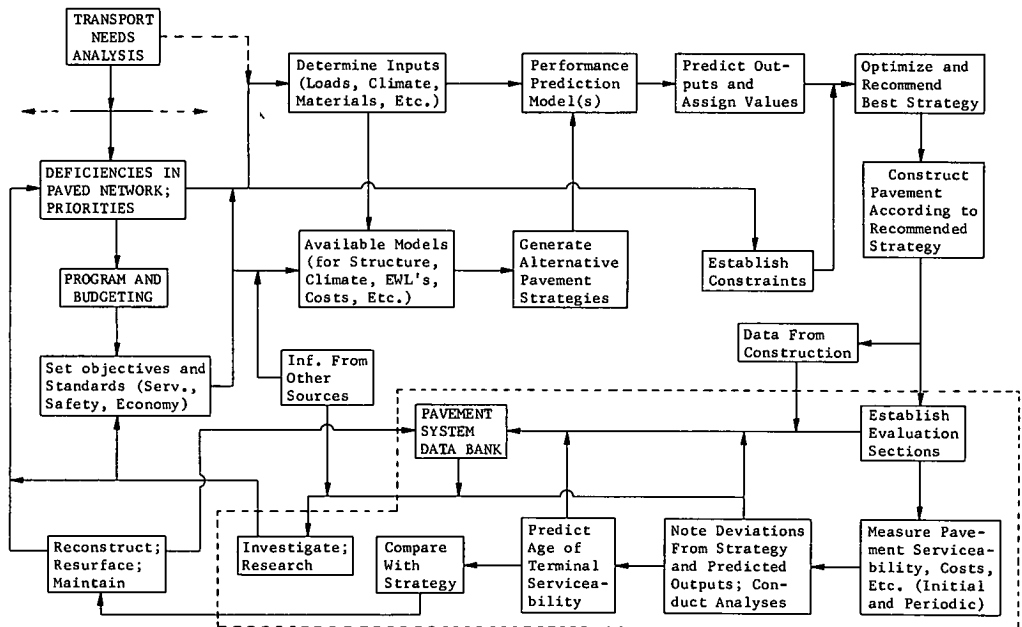 TRANSPORT
NEEDS
ANALYSIS
Determine Inputs
(Loads, Climate,
Materials, Etc.)
Performance
Prediction
Model(s)
Predict Out-
puts and
Assign Values
Optimize and
Recommend
Best Strategy
DEFICIENCIES IN
PAVED NETWORK;
PRIORITIES
Construct
Pavement
According to
Recommended
Strategy
Available Models
(for Structure,
Climate, EWL's,
Costs, Etc.)
Generate
Alternative
Pavement
Strategies
Establish
Constraints
PROGRAM AND
BUDGETING
Data From
Construction
Set objectives and
Standards (Serv.,
Safety, Economy)
Inf. From
Other
Sources
PAVEMENT
SYSTEM
DATA BANK
Establish
Evaluation
Sections
Reconstruct;
Resurface;
Maintain
Investigate;
Research
Compare
With
Strategy
Predict
Age of
Terminal
Servicea-
bility
Note Deviations
From Strategy
and Predicted
Outputs; Con-
duct Analyses
Measure Pave-
ment Servicea-
bility, Costs,
Etc. (Initial
and Periodic)